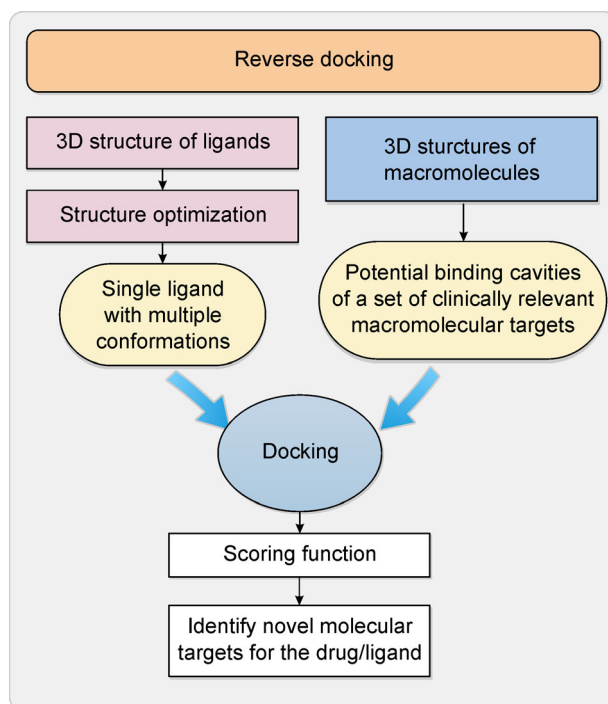 Reverse docking
3D structure of ligands
Structure optimization
Single ligand
with multiple
conformations
3D sturctures of
macromolecules
Potential binding cavities
of a set of clinically relevant
macromolecular targets
Docking
Scoring function
Identify novel molecular
targets for the drug/ligand